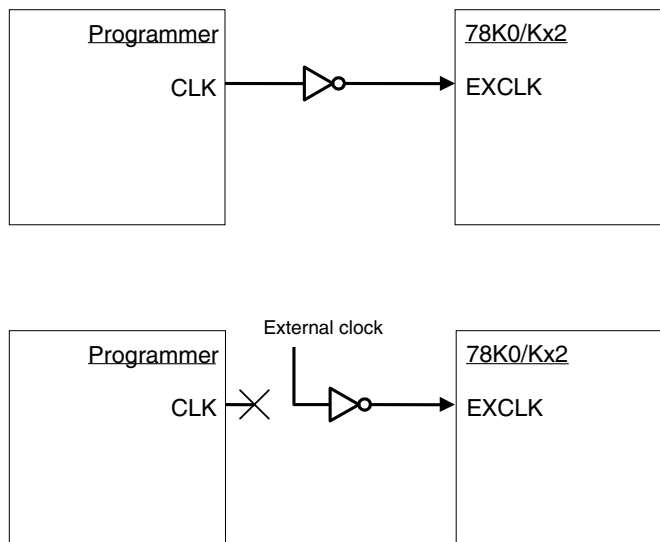 Programmer
78K0/Kx2
CLK
EXCLK
External clock
Programmer
78K0/Kx2
CLK
EXCLK